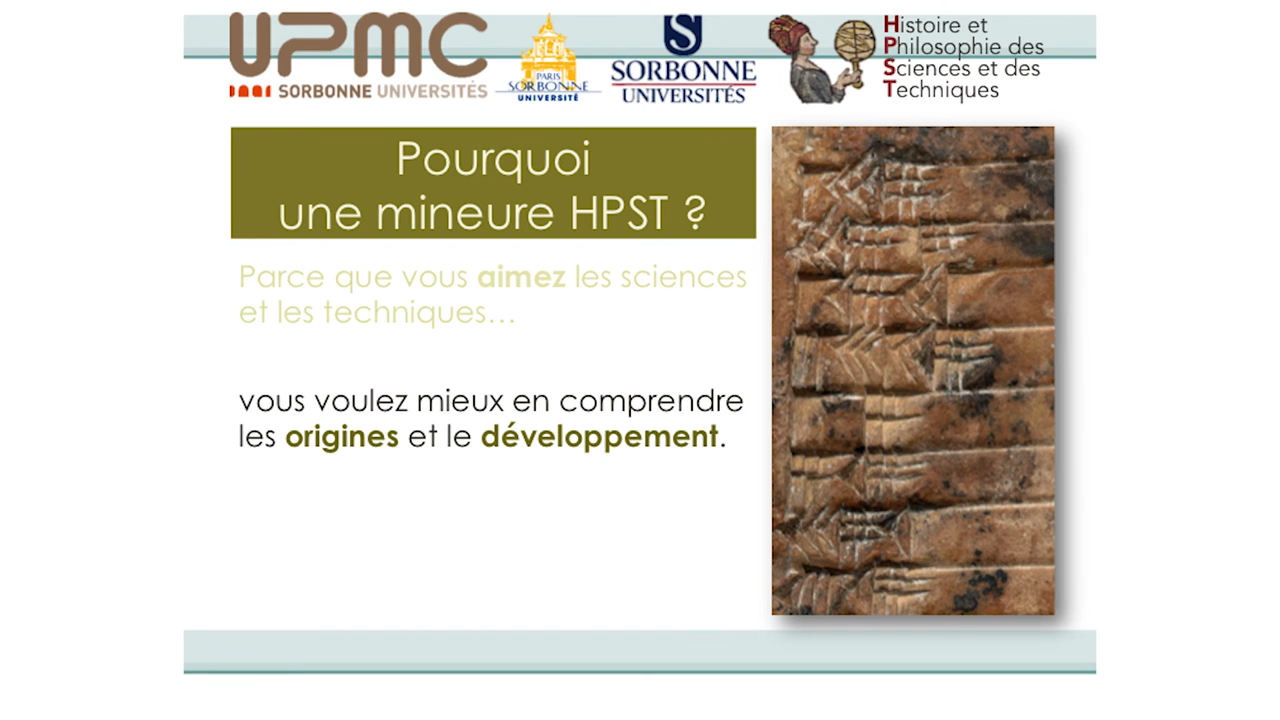 UPMC
SORBONNE UNIVERSITÉS
PARIS
SORBONNE
UNIVERSITÉ
S
SORBONNE
UNIVERSITÉS
Histoire et
Philosophie des
Sciences et des
Techniques
Pourquoi
une mineure HPST ?
Parce que vous aimez les sciences
et les techniques…
vous voulez mieux en comprendre
les origines et le développement.